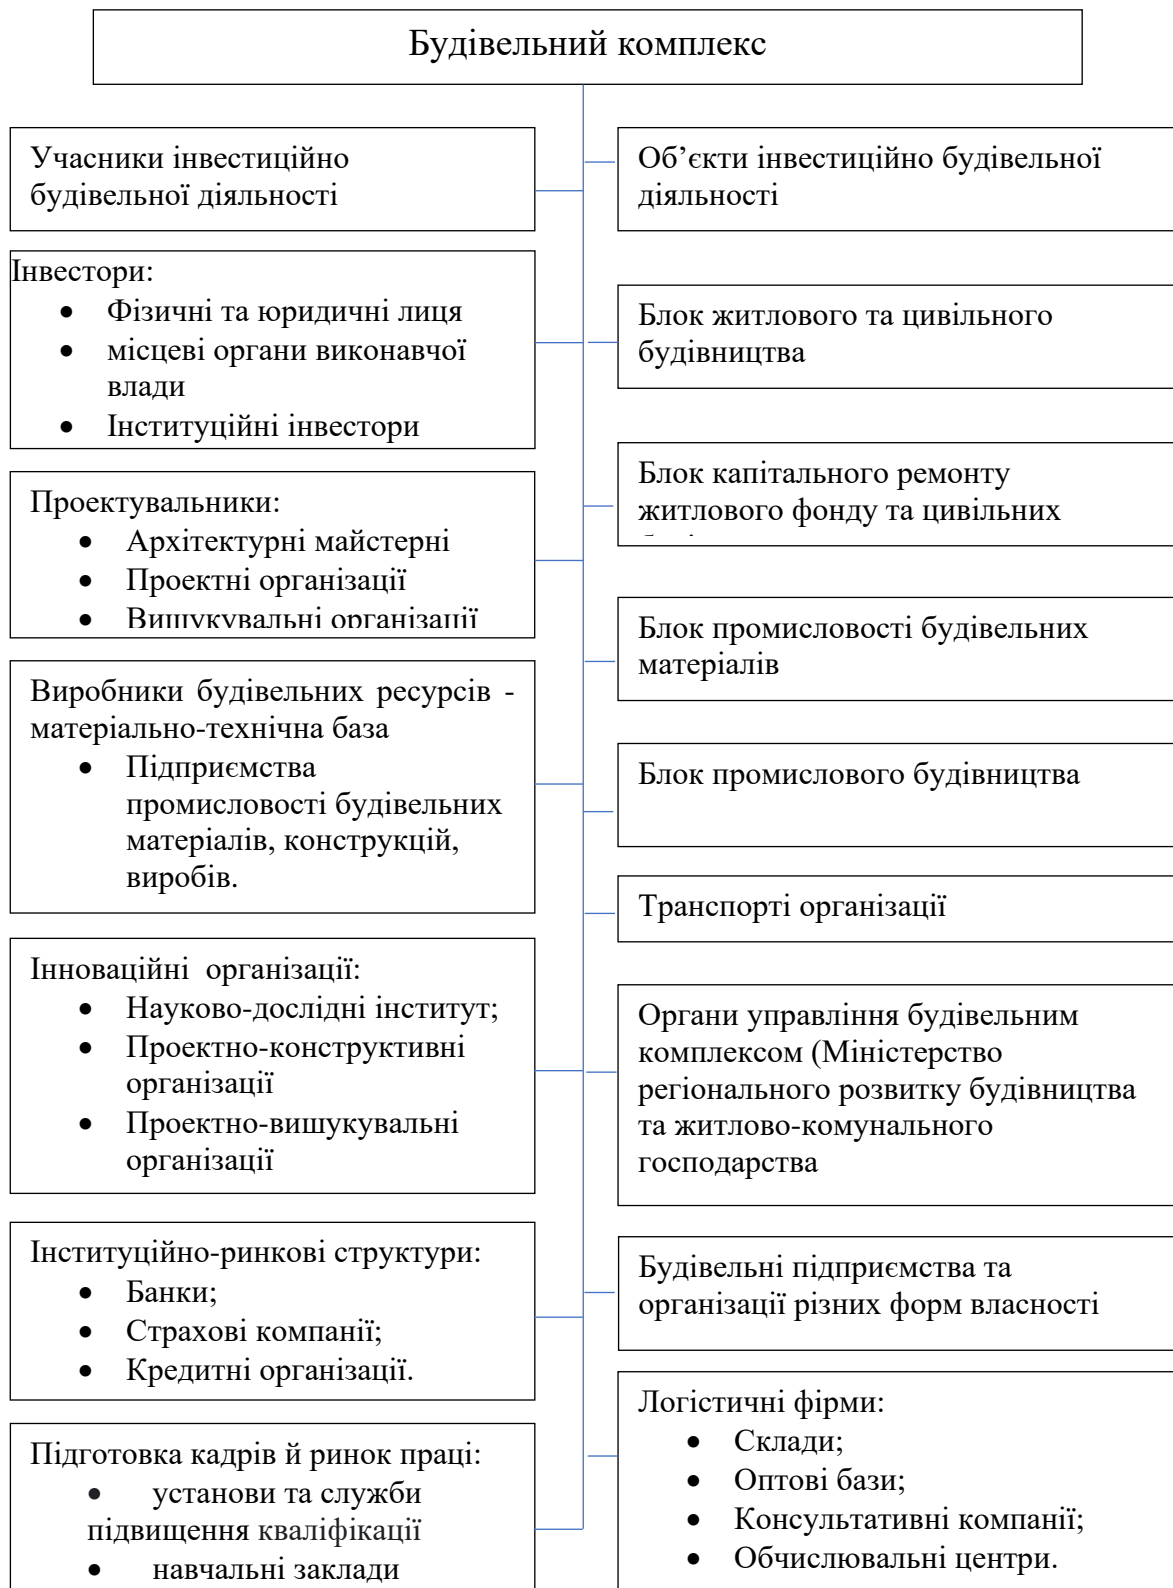 Будівельний комплекс
Учасники інвестиційно
будівельної діяльності
Інвестори:
• Фізичні та юридичні лиця
• місцеві органи виконавчої
влади
• Інституційні інвестори
Проектувальники:
• Архітектурні майстерні
• Проектні організації
• Вишукувальні організації
Виробники будівельних ресурсів -
матеріально-технічна база
• Підприємства
промисловості будівельних
матеріалів, конструкцій,
виробів.
Інноваційні організації:
• Науково-дослідні інститут;
• Проектно-конструктивні
організації
• Проектно-вишукувальні
організації
Інституційно-ринкові структури:
• Банки;
• Страхові компанії;
• Кредитні організації.
Підготовка кадрів й ринок праці:
• установи та служби
підвищення кваліфікації
• навчальні заклади
Об’єкти інвестиційно будівельної
діяльності
Блок житлового та цивільного
будівництва
Блок капітального ремонту
житлового фонду та цивільних
Блок промисловості будівельних
матеріалів
Блок промислового будівництва
Транспорті організації
Органи управління будівельним
комплексом (Міністерство
регіонального розвитку будівництва
та житлово-комунального
господарства
Будівельні підприємства та
організації різних форм власності
Логістичні фірми:
• Склади;
• Оптові бази;
• Консультативні компанії;
• Обчислювальні центри.